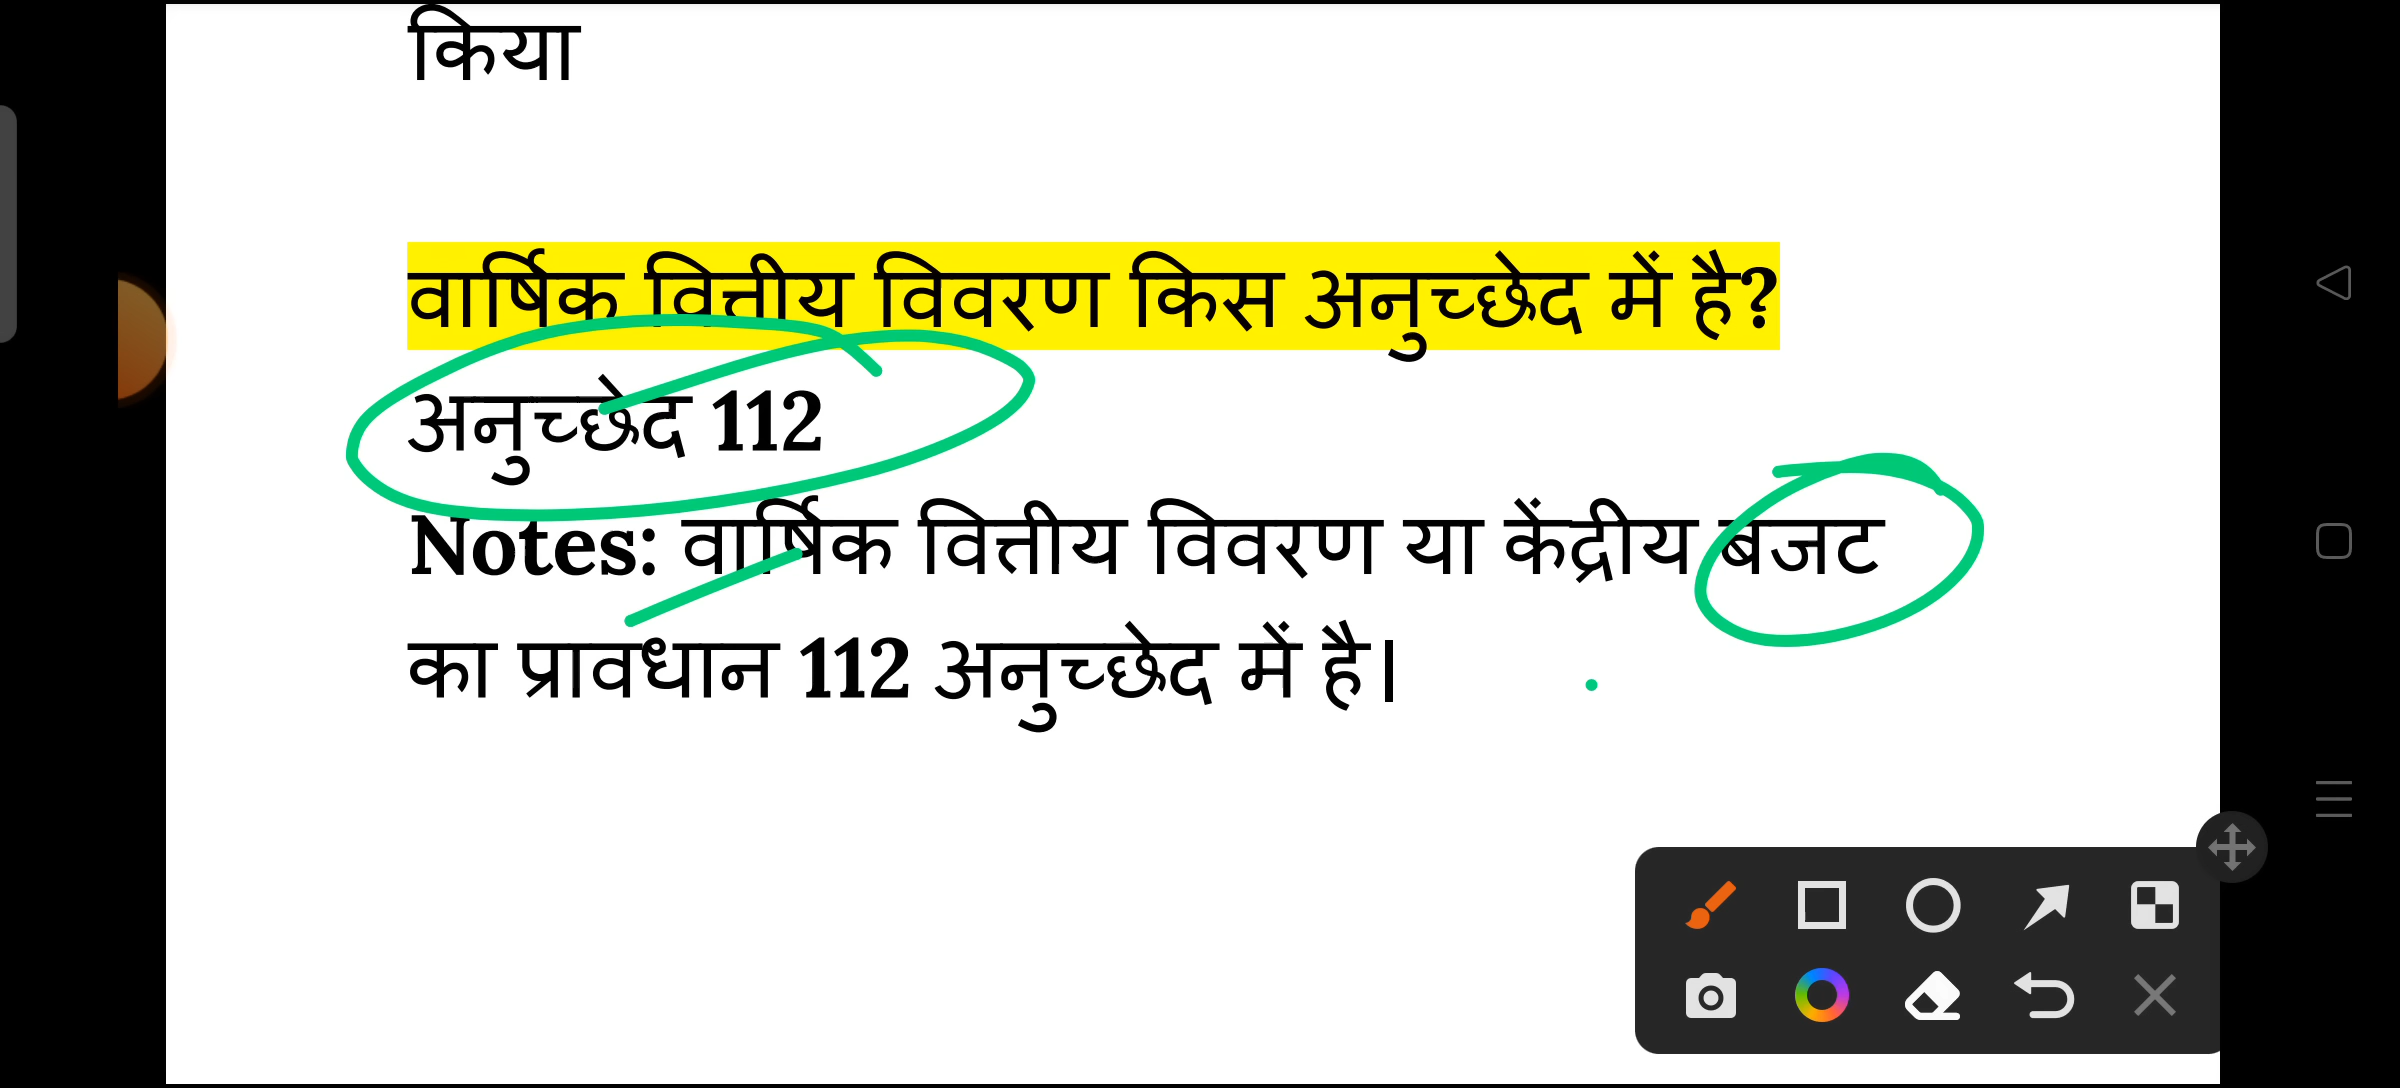 किया
वार्षिक वित्तीय विवरण किस अनुच्छेद में है?
अनुच्छेद 112
Notes: वार्षिक वित्तीय विवरण या केंद्रीय बजट
का प्रावधान 112 अनुच्छेद में है|